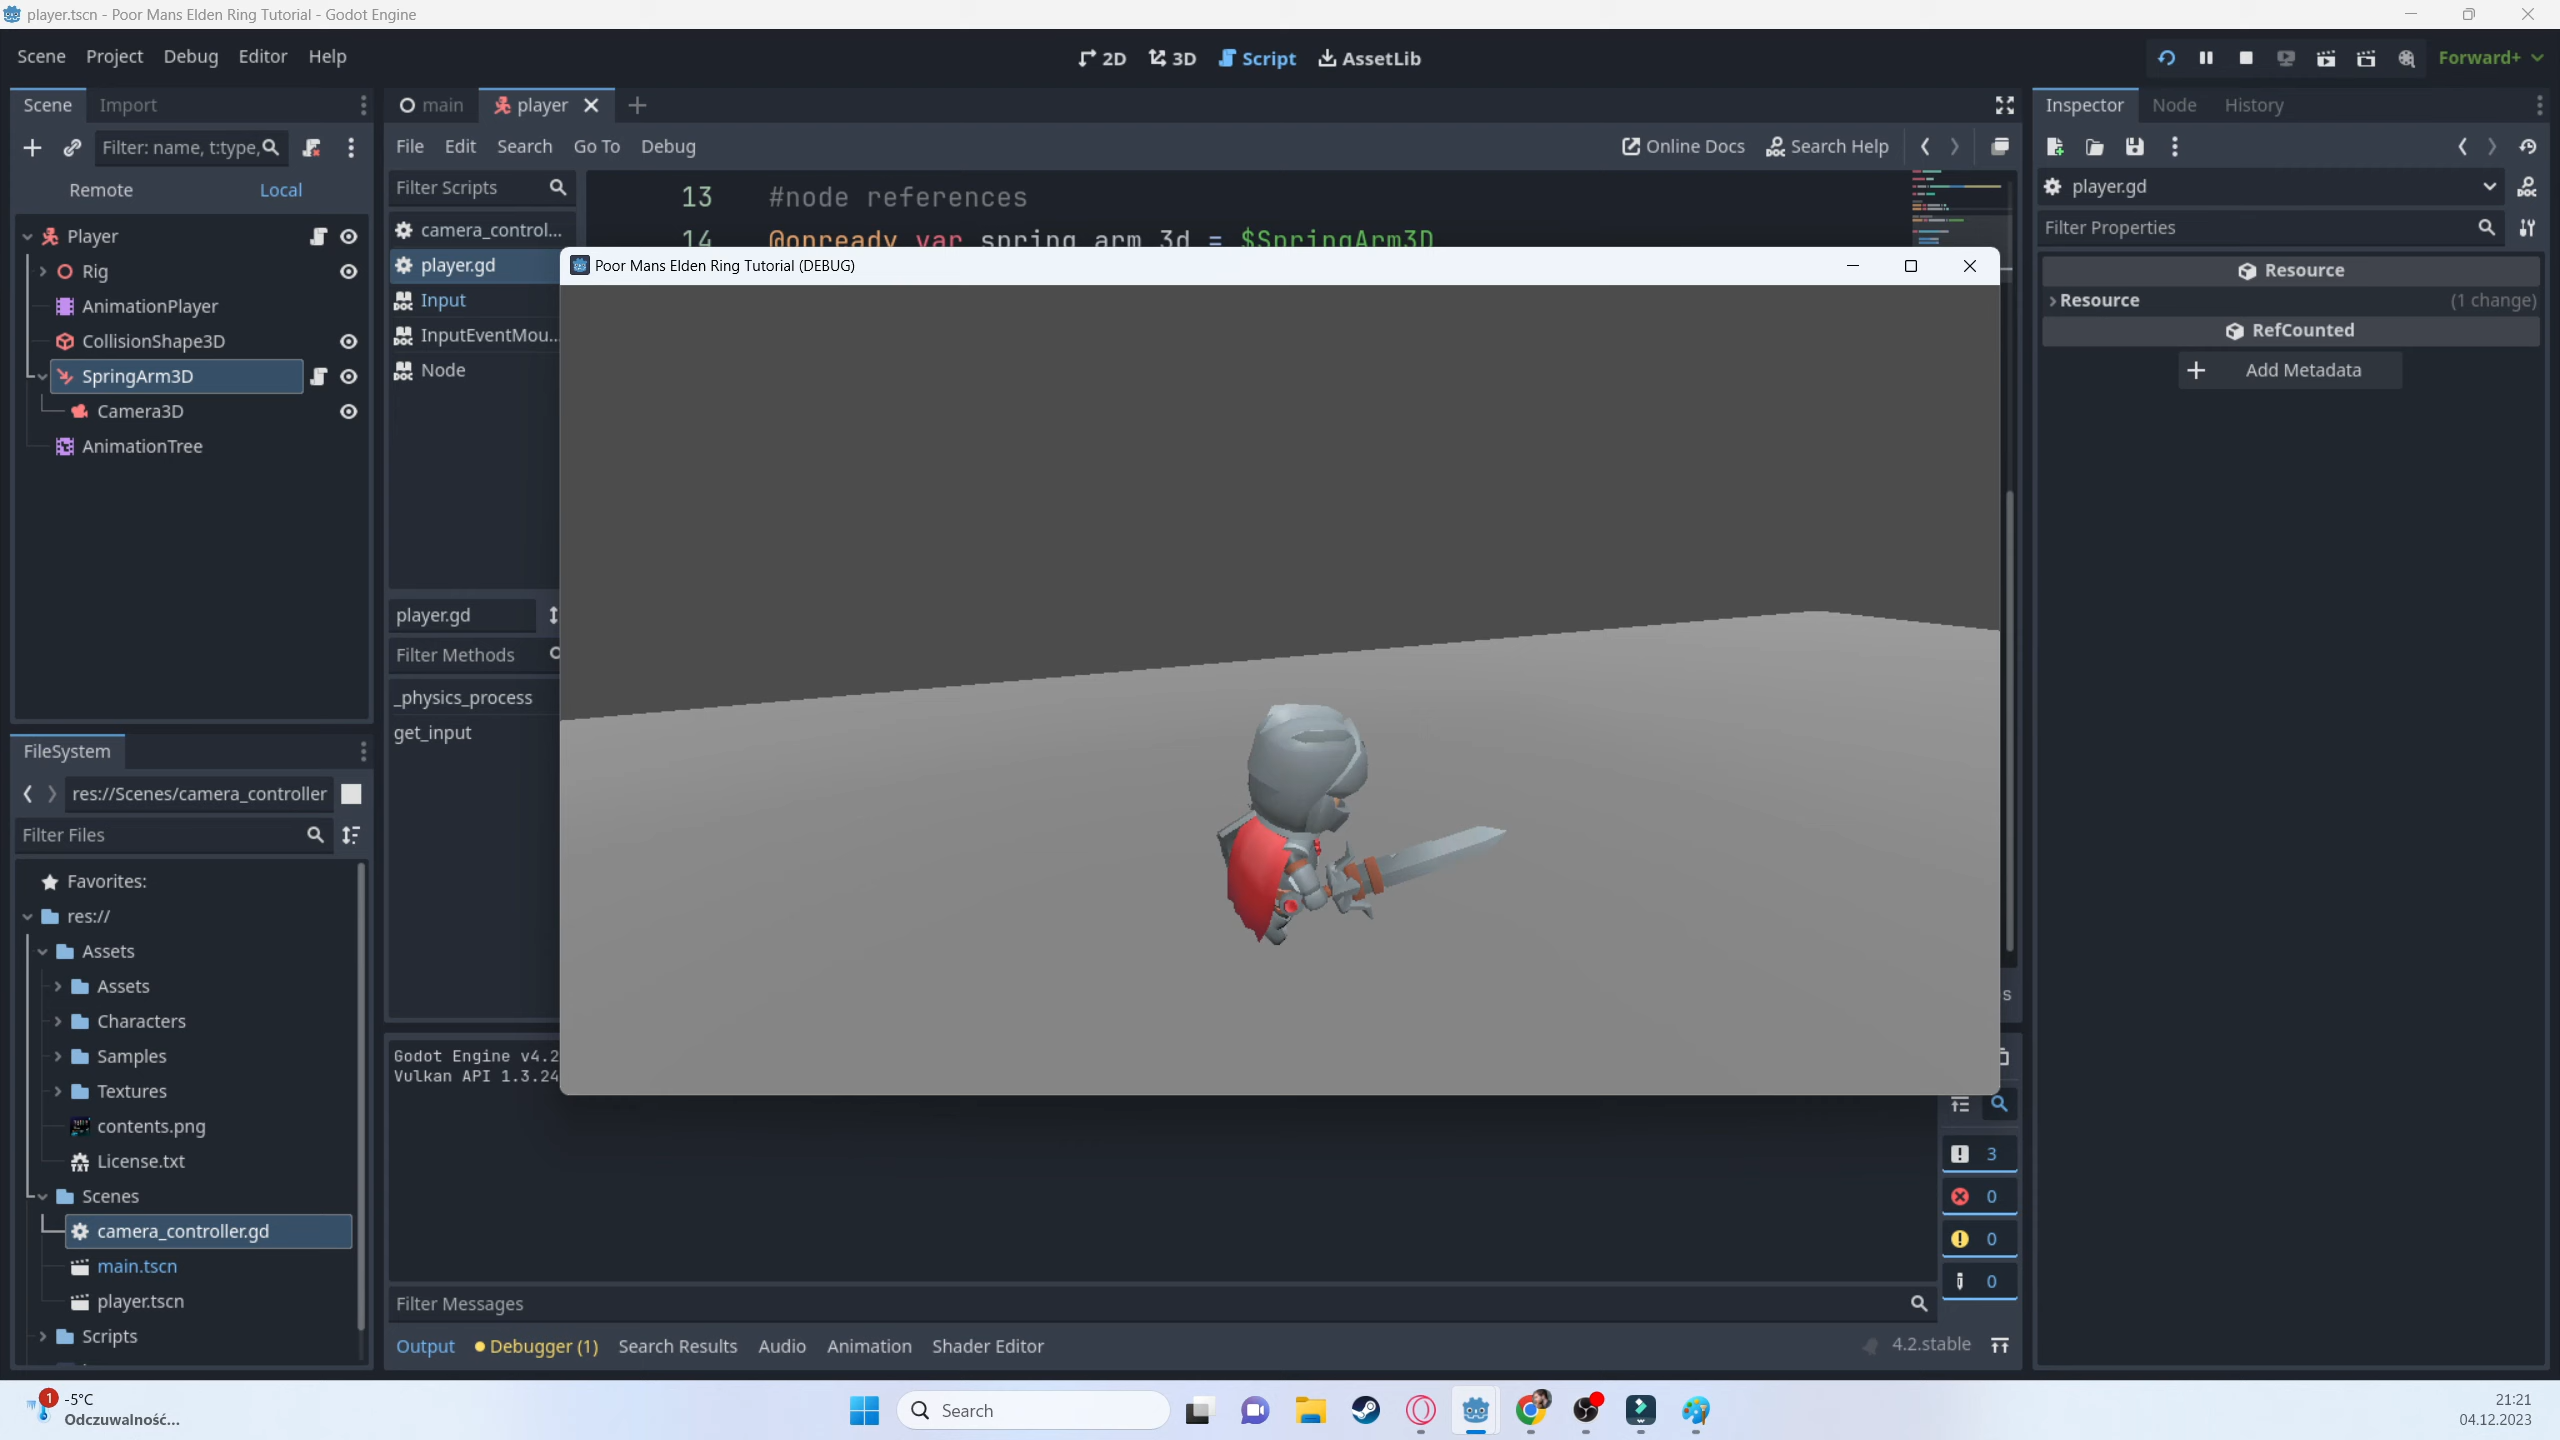 player.tscn - Poor Mans Elden Ring Tutorial - Godot Engine
Scene Project Debug Editor Help
2D 3D Script AssetLib
Forward+
Scene Import
Filter: name, t:type,
Remote Local
Player
Rig
AnimationPlayer
CollisionShape3D
SpringArm3D
Camera3D
AnimationTree
FileSystem
res://Scenes/camera_controller
Filter Files
Favorites:
res://
Assets
Assets
Characters
Samples
Textures
contents.png
License.txt
Scenes
camera_controller.gd
main.tscn
player.tscn
Scripts
main player
File Edit Search Go To Debug
Online Docs Search Help
Filter Scripts
camera_control...
player.gd
Input
InputEventMou...
Node
player.gd
Filter Methods
_physics_process
get_input
13 #node references
14 @onready var spring_arm_3d = $SpringArm3D
Poor Mans Elden Ring Tutorial (DEBUG)
s
Godot Engine v4.2
Vulkan API 1.3.24
3
0
0
0
Filter Messages
Output Debugger (1) Search Results Audio Animation Shader Editor
4.2.stable
Inspector Node History
player.gd
Filter Properties
Resource
Resource (1 change)
RefCounted
Add Metadata
1
-5°C
Odczuwalność...
Search
21:21
04.12.2023